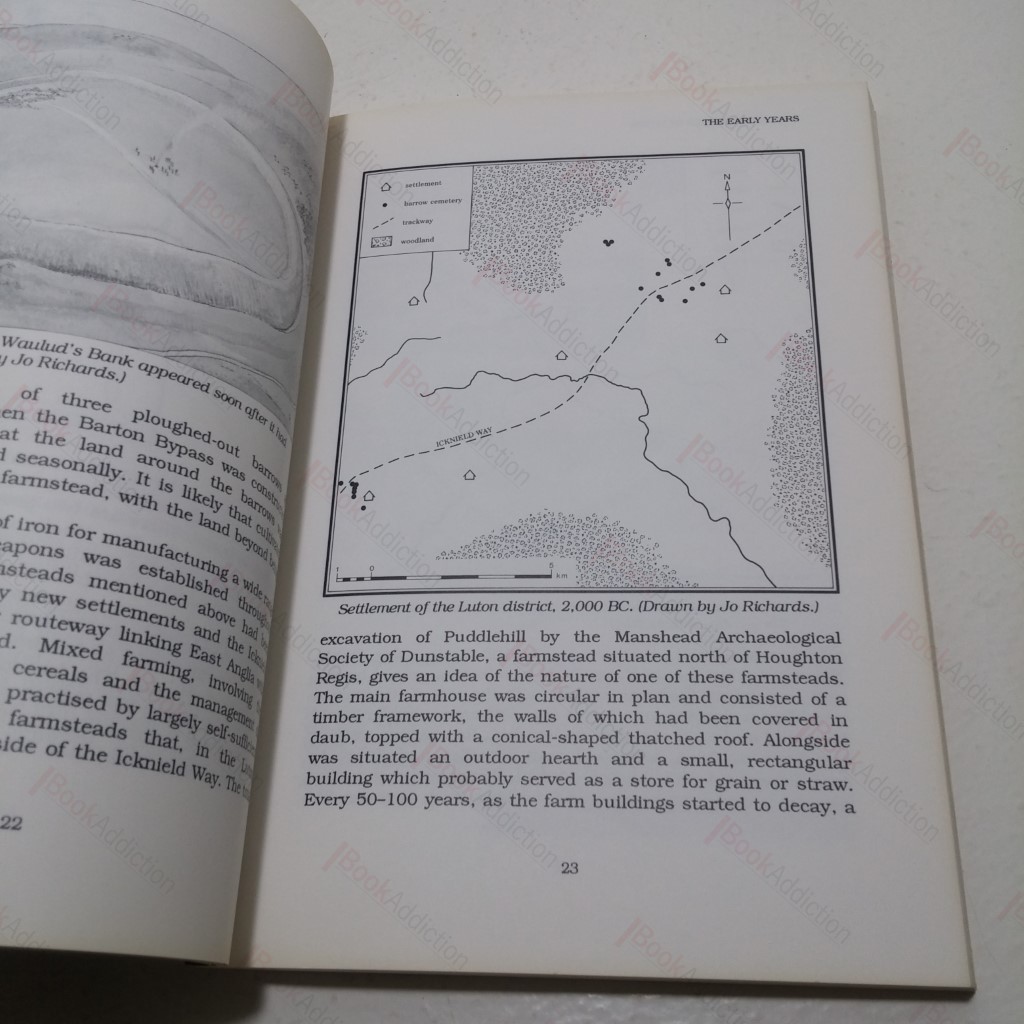 Waulud's Bank appeared soon after it had
by Jo Richards.)
of three ploughed-out barrows
the Barton Bypass was
at the land around the barrows
seasonally. It is likely that
farmstead, with the land beyond
of iron for manufacturing a
was established
mentioned above had
new settlements and the
routeway linking East Anglia
Mixed farming, involving
cereals and the management
practised by largely
farmsteads that, in the
side of the Icknield Way. The
22
THE EARLY YEARS
settlement
barrow cemetery
trackway
woodland
N
ICKNIELD WAY
1 0 5 km
Settlement of the Luton district, 2,000 BC. (Drawn by Jo Richards.)
excavation of Puddlehill by the Manshead Archaeological
Society of Dunstable, a farmstead situated north of Houghton
Regis, gives an idea of the nature of one of these farmsteads.
The main farmhouse was circular in plan and consisted of a
timber framework, the walls of which had been covered in
daub, topped with a conical-shaped thatched roof. Alongside
was situated an outdoor hearth and a small, rectangular
building which probably served as a store for grain or straw.
Every 50–100 years, as the farm buildings started to decay, a
23
BookAddiction